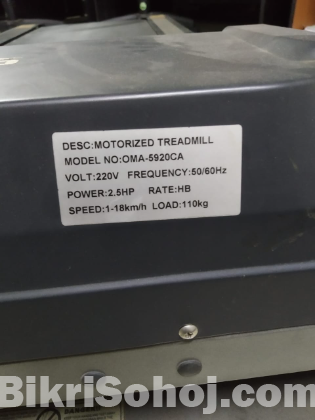 DESC:MOTORIZED TREADMILL
MODEL NO:OMA-5920CA
VOLT:220V FREQUENCY:50/60Hz
POWER:2.5HP RATE:HB
SPEED:1-18km/h LOAD:110kg
BikriSohoj.com